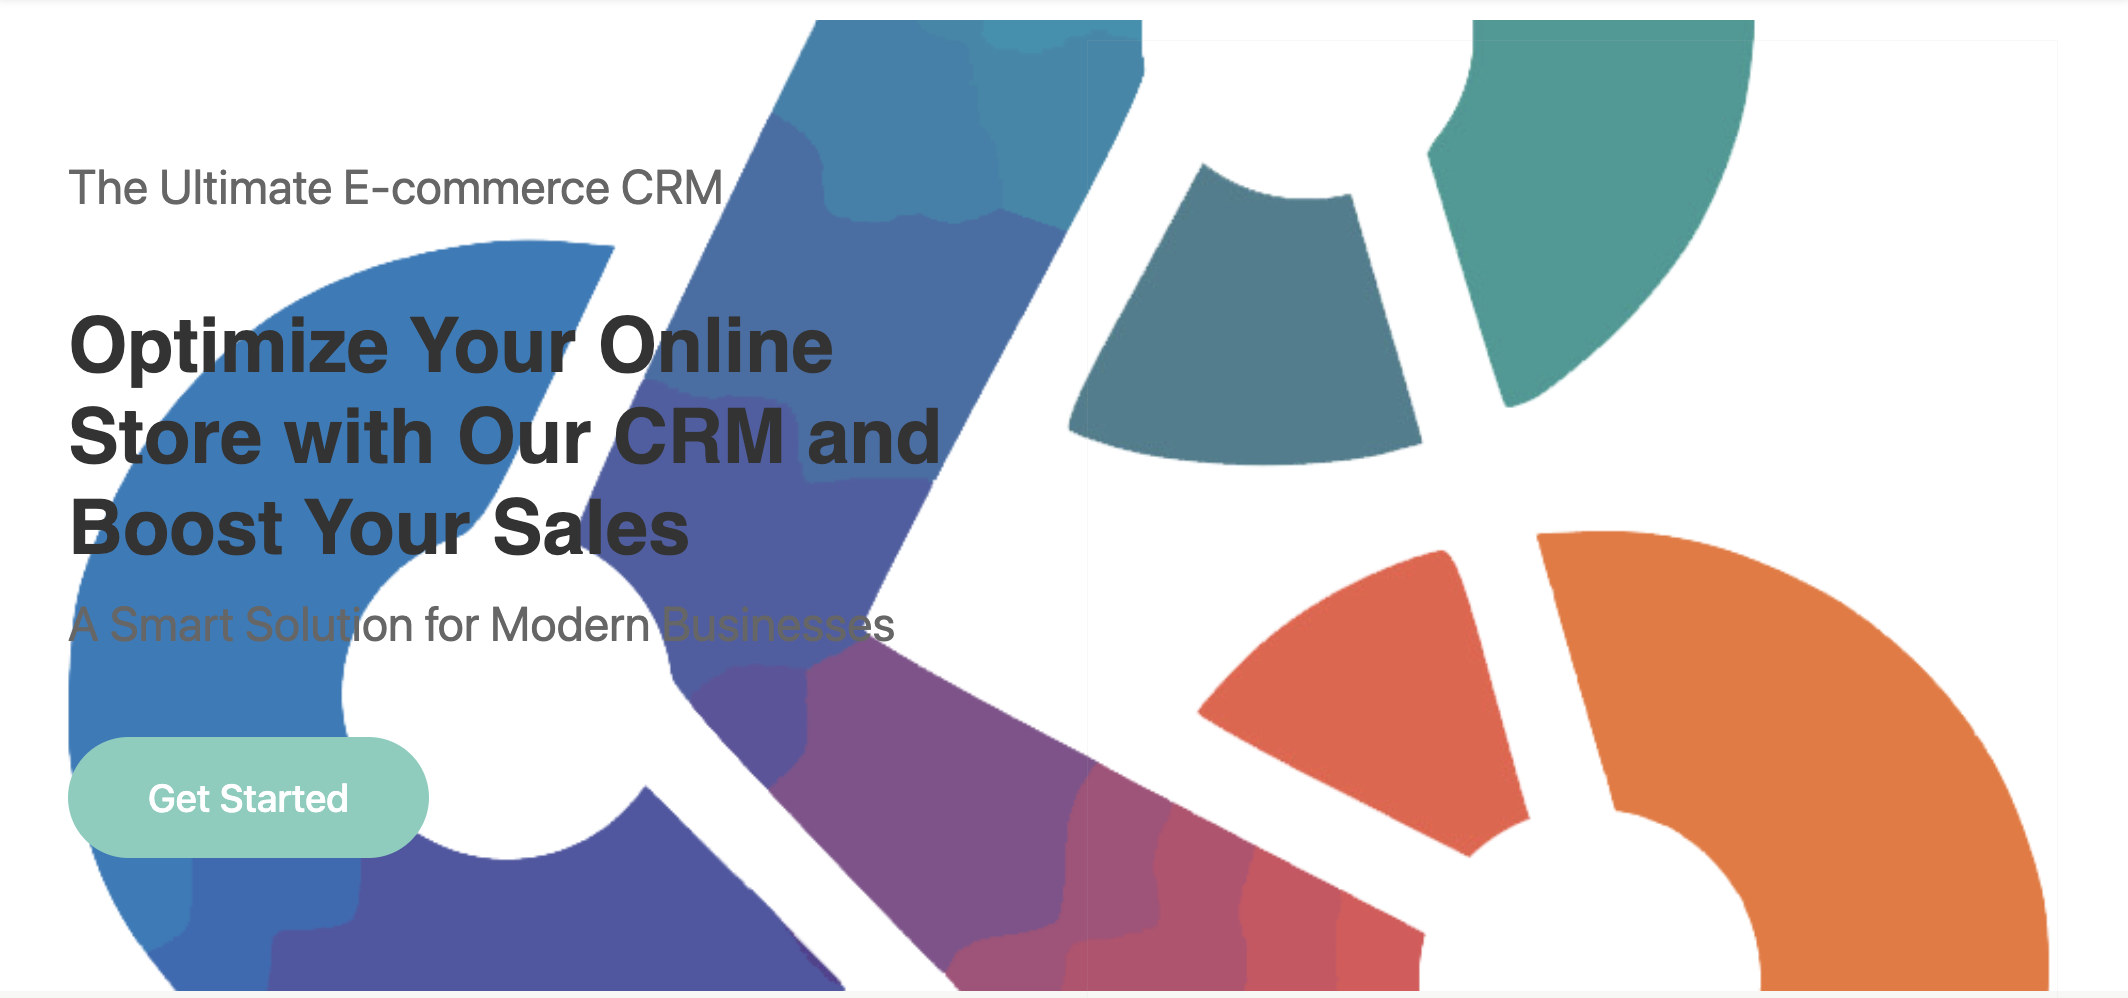 The Ultimate E-commerce CRM
Optimize Your Online
Store with Our CRM and
Boost Your Sales
A Smart Solution for Modern Businesses
Get Started